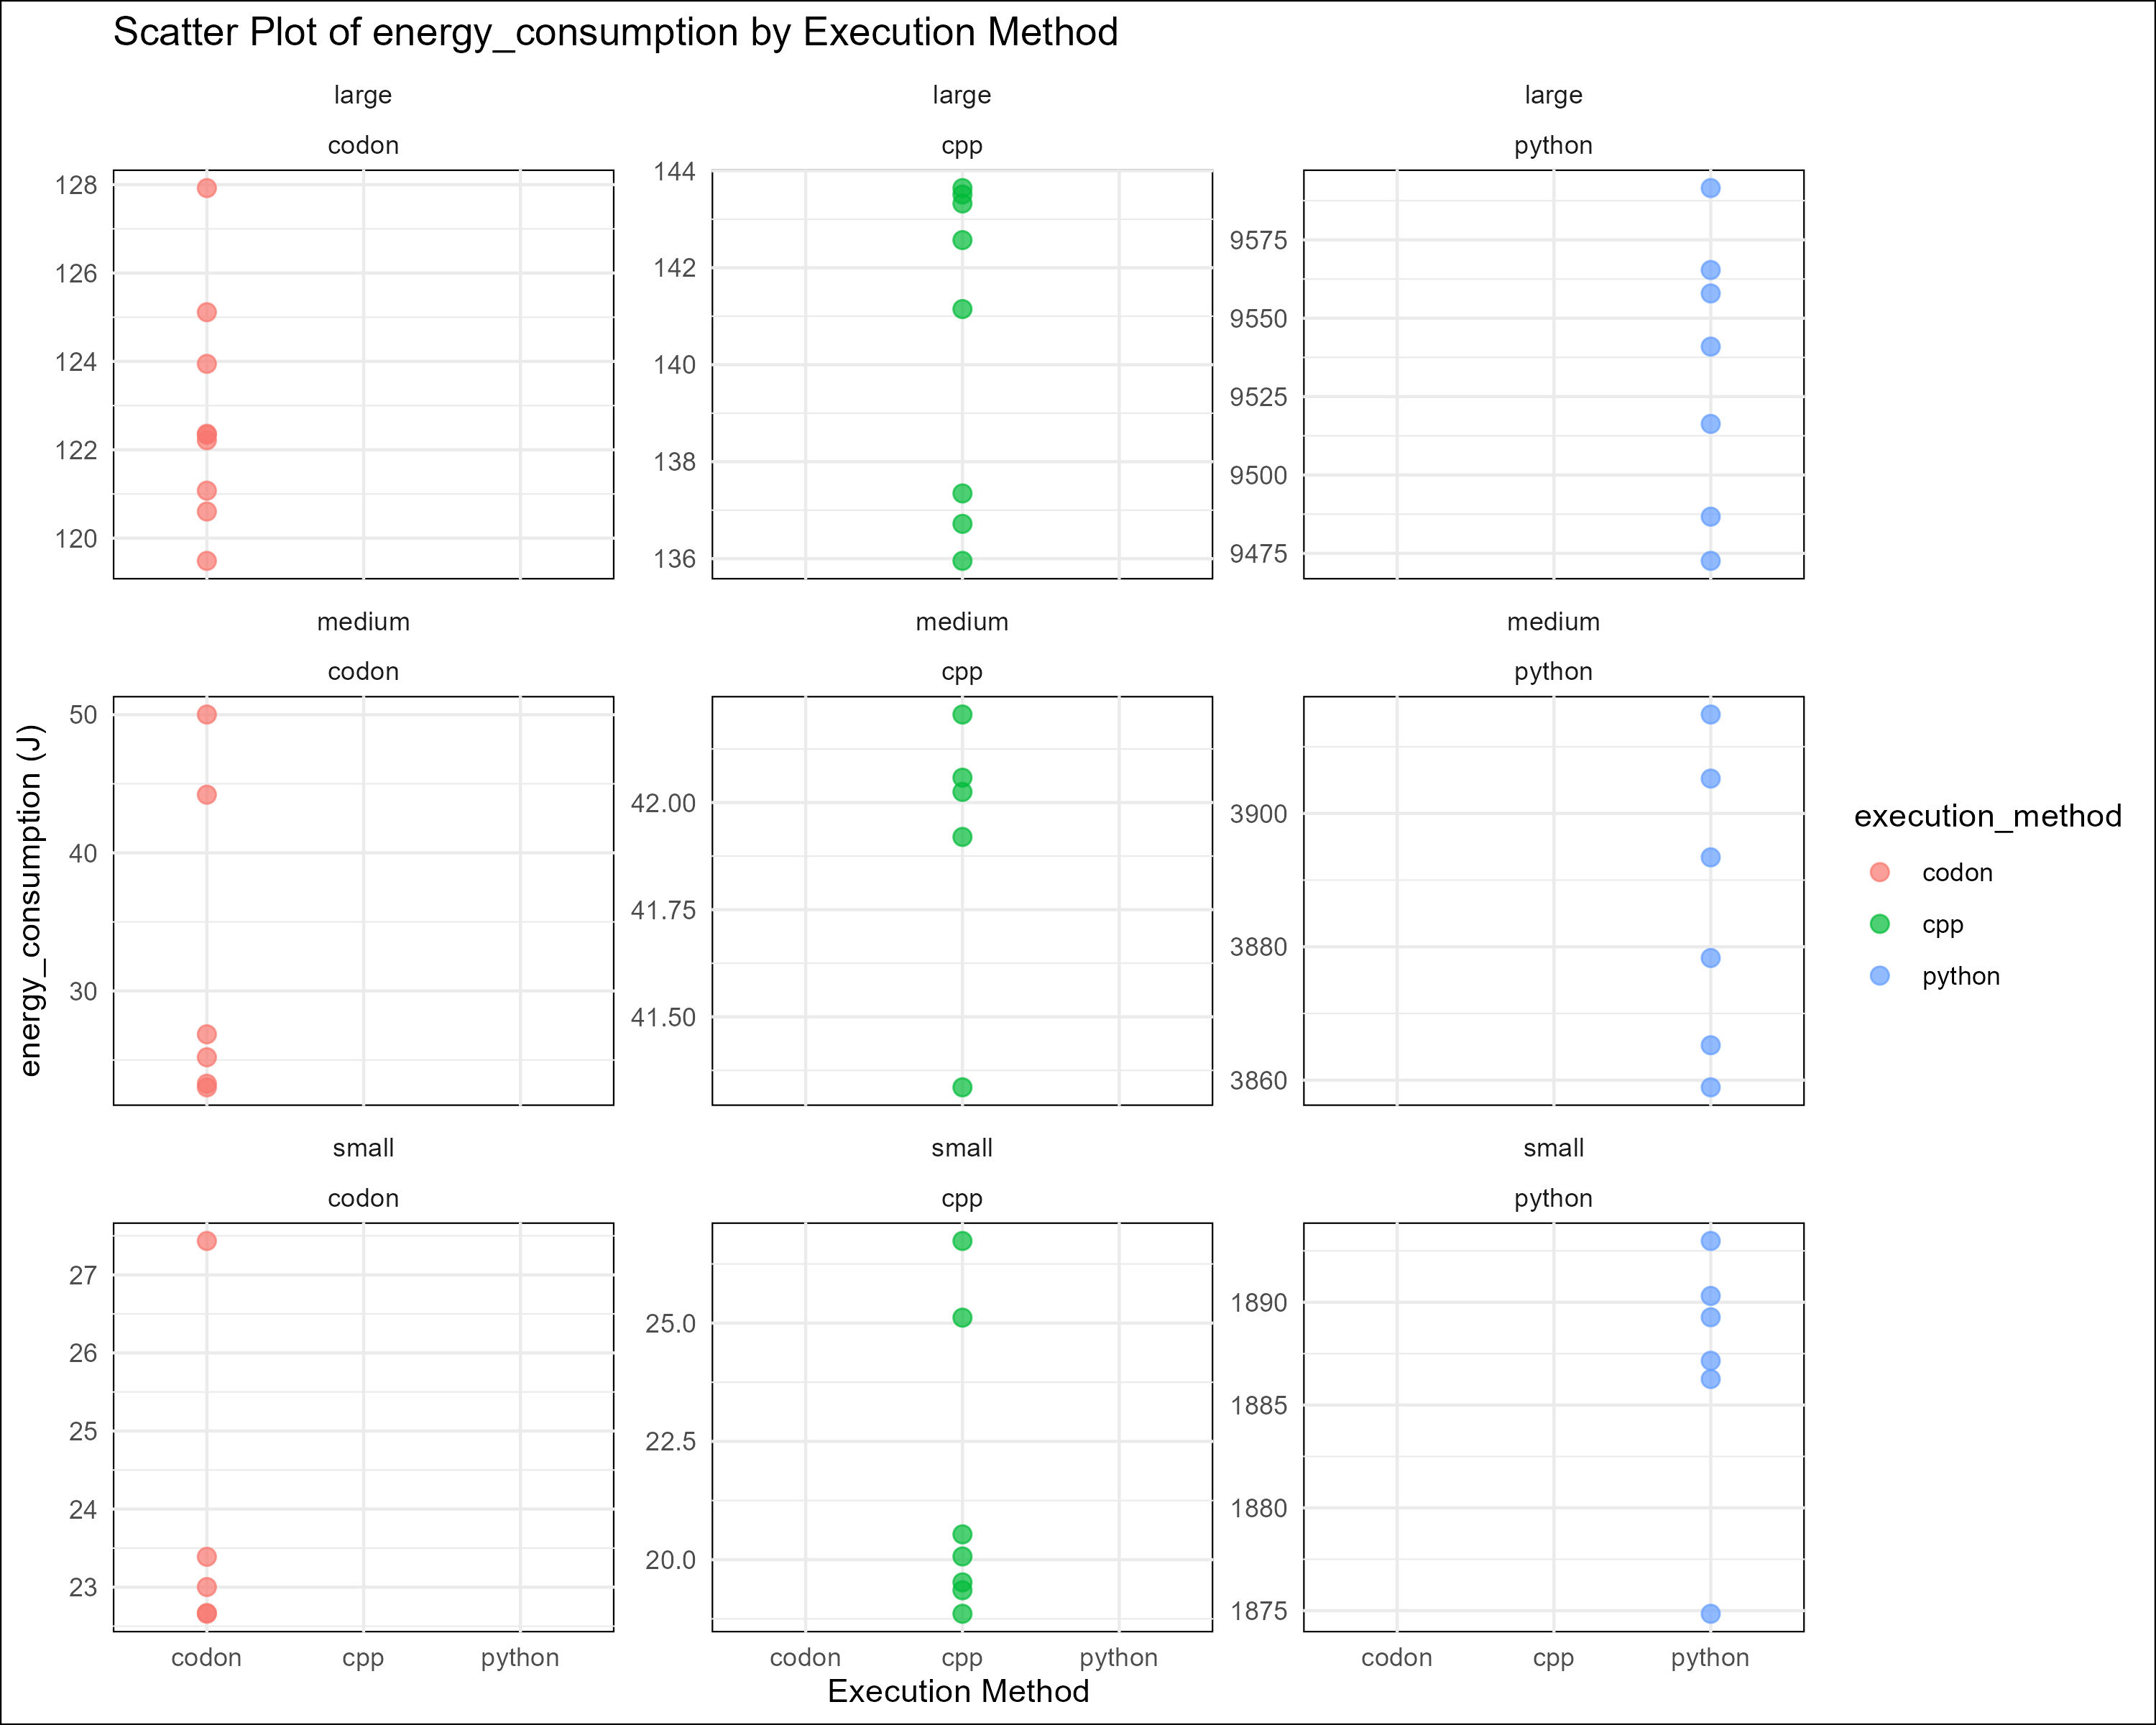 Scatter Plot of energy_consumption by Execution Method
large
large
large
codon
cpp
python
128
126
124
122
120
144
142
140
138
136
9575
9550
9525
9500
9475
medium
medium
medium
codon
cpp
python
50
40
30
42.00
41.75
41.50
3900
3880
3860
energy_consumption (J)
execution_method
codon
cpp
python
small
small
small
codon
cpp
python
27
26
25
24
23
25.0
22.5
20.0
1890
1885
1880
1875
codon cpp python
codon cpp python
codon cpp python
Execution Method